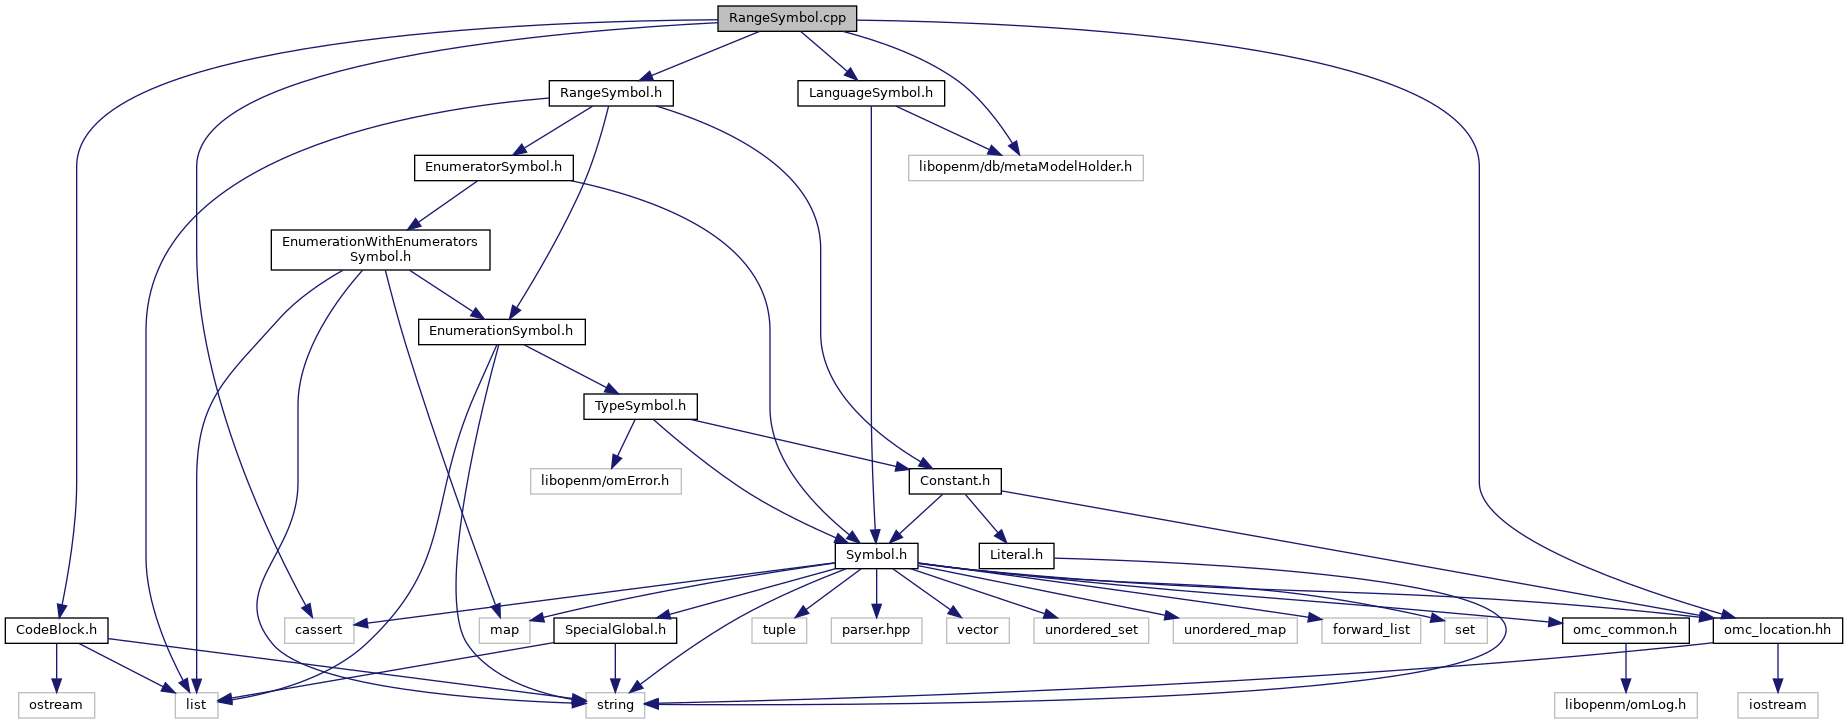 RangeSymbol.cpp
RangeSymbol.h
LanguageSymbol.h
EnumeratorSymbol.h
libopenm/db/metaModelHolder.h
EnumerationWithEnumerators
Symbol.h
EnumerationSymbol.h
TypeSymbol.h
libopenm/omError.h
Constant.h
Symbol.h
Literal.h
CodeBlock.h
cassert
map
SpecialGlobal.h
tuple
parser.hpp
vector
unordered_set
unordered_map
forward_list
set
omc_common.h
omc_location.hh
ostream
list
string
libopenm/omLog.h
iostream